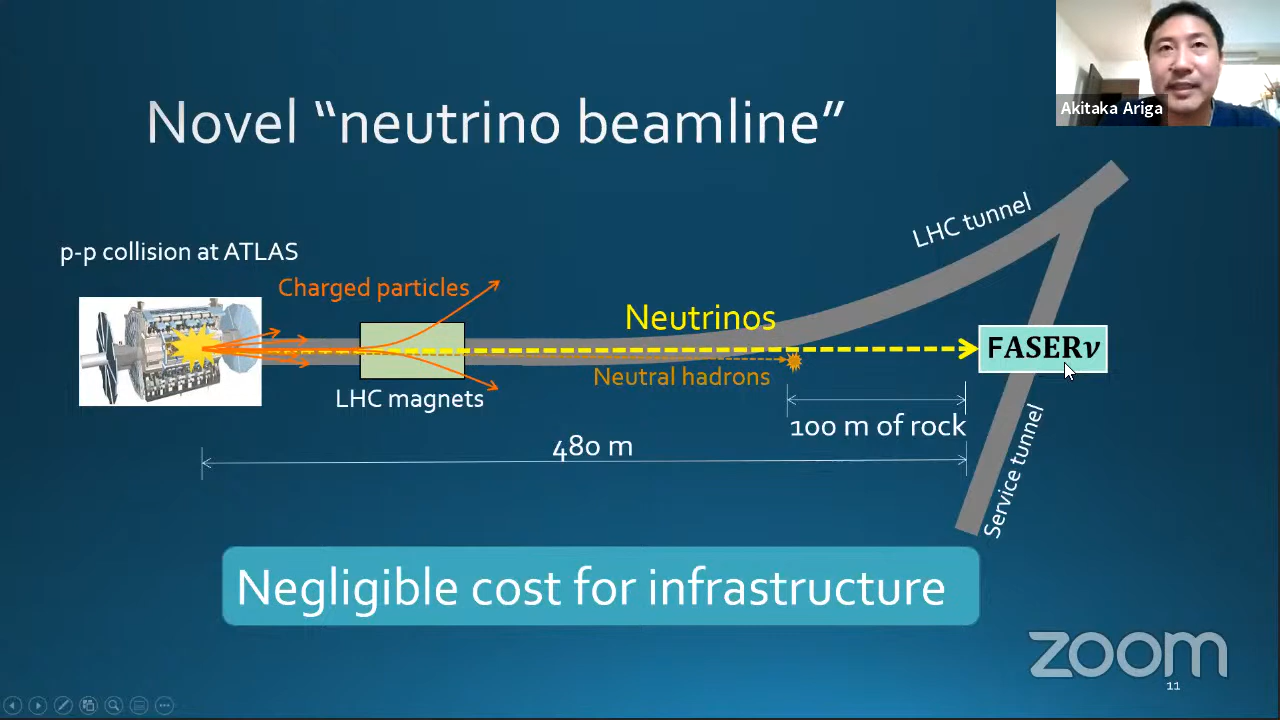 Akitaka Ariga
Novel “neutrino beamline”
LHC tunnel
p-p collision at ATLAS
Charged particles
Neutrinos
FASERν
Neutral hadrons
LHC magnets
100 m of rock
480 m
Service tunnel
Negligible cost for infrastructure
zoom
11